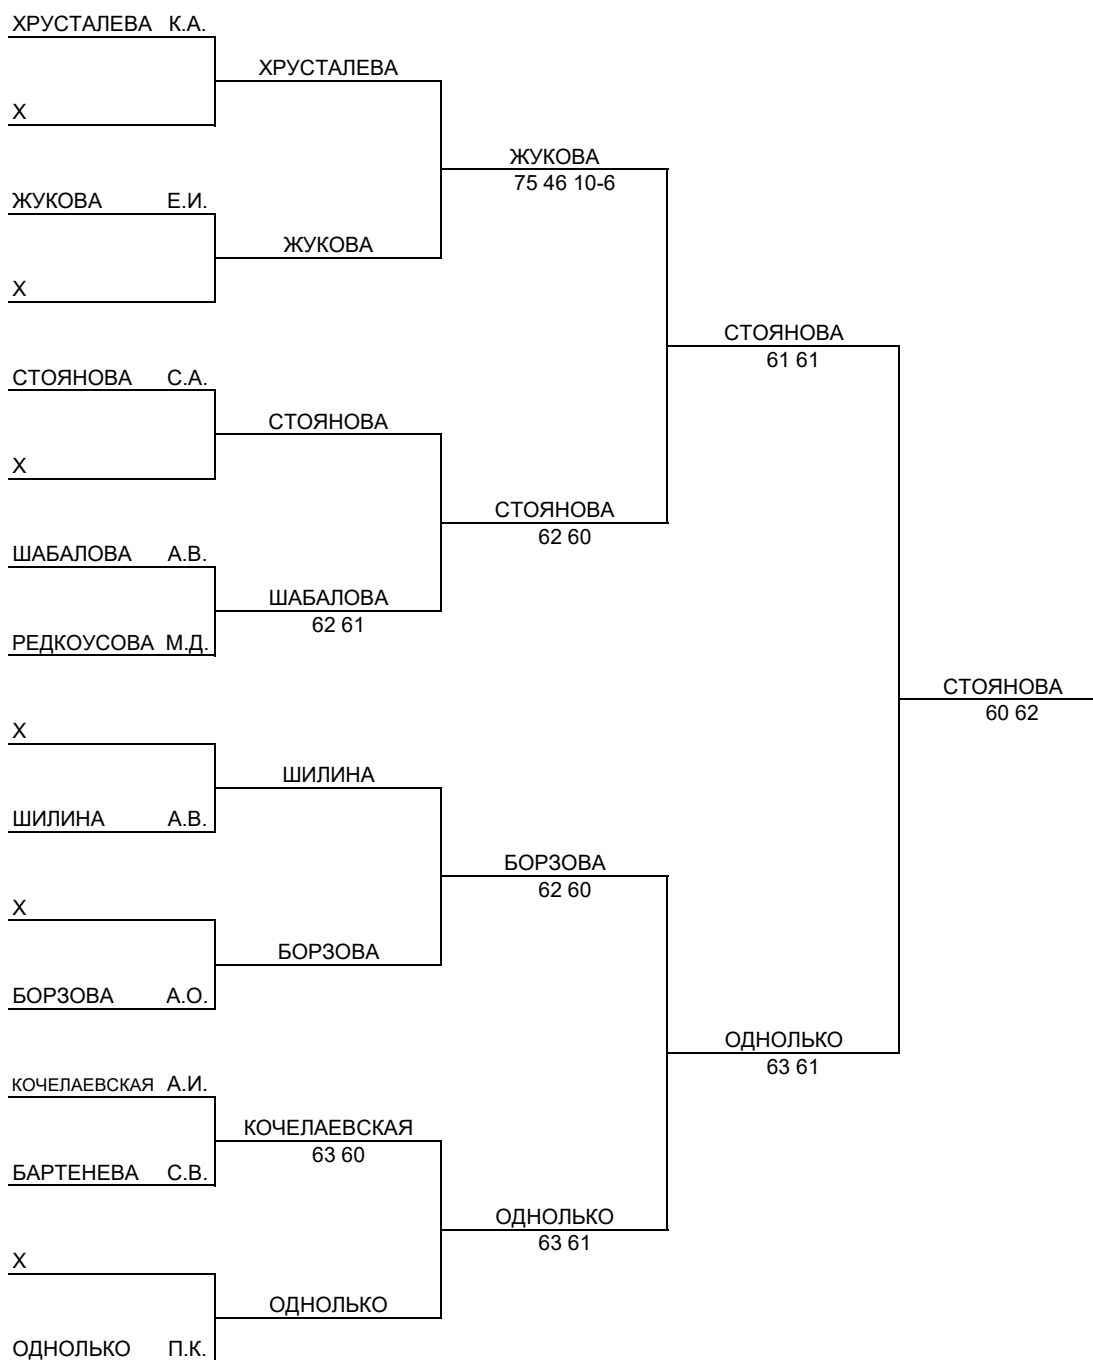 ХРУСТАЛЕВА К.А.
ХРУСТАЛЕВА
Х
ЖУКОВА
75 46 10-6
ЖУКОВА Е.И.
ЖУКОВА
Х
СТОЯНОВА
61 61
СТОЯНОВА С.А.
СТОЯНОВА
Х
СТОЯНОВА
62 60
ШАБАЛОВА А.В.
ШАБАЛОВА
62 61
РЕДКОУСОВА М.Д.
СТОЯНОВА
60 62
Х
ШИЛИНА
ШИЛИНА А.В.
БОРЗОВА
62 60
Х
БОРЗОВА
БОРЗОВА А.О.
ОДНОЛЬКО
63 61
КОЧЕЛАЕВСКАЯ А.И.
КОЧЕЛАЕВСКАЯ
63 60
БАРТЕНЕВА С.В.
ОДНОЛЬКО
63 61
Х
ОДНОЛЬКО
ОДНОЛЬКО П.К.